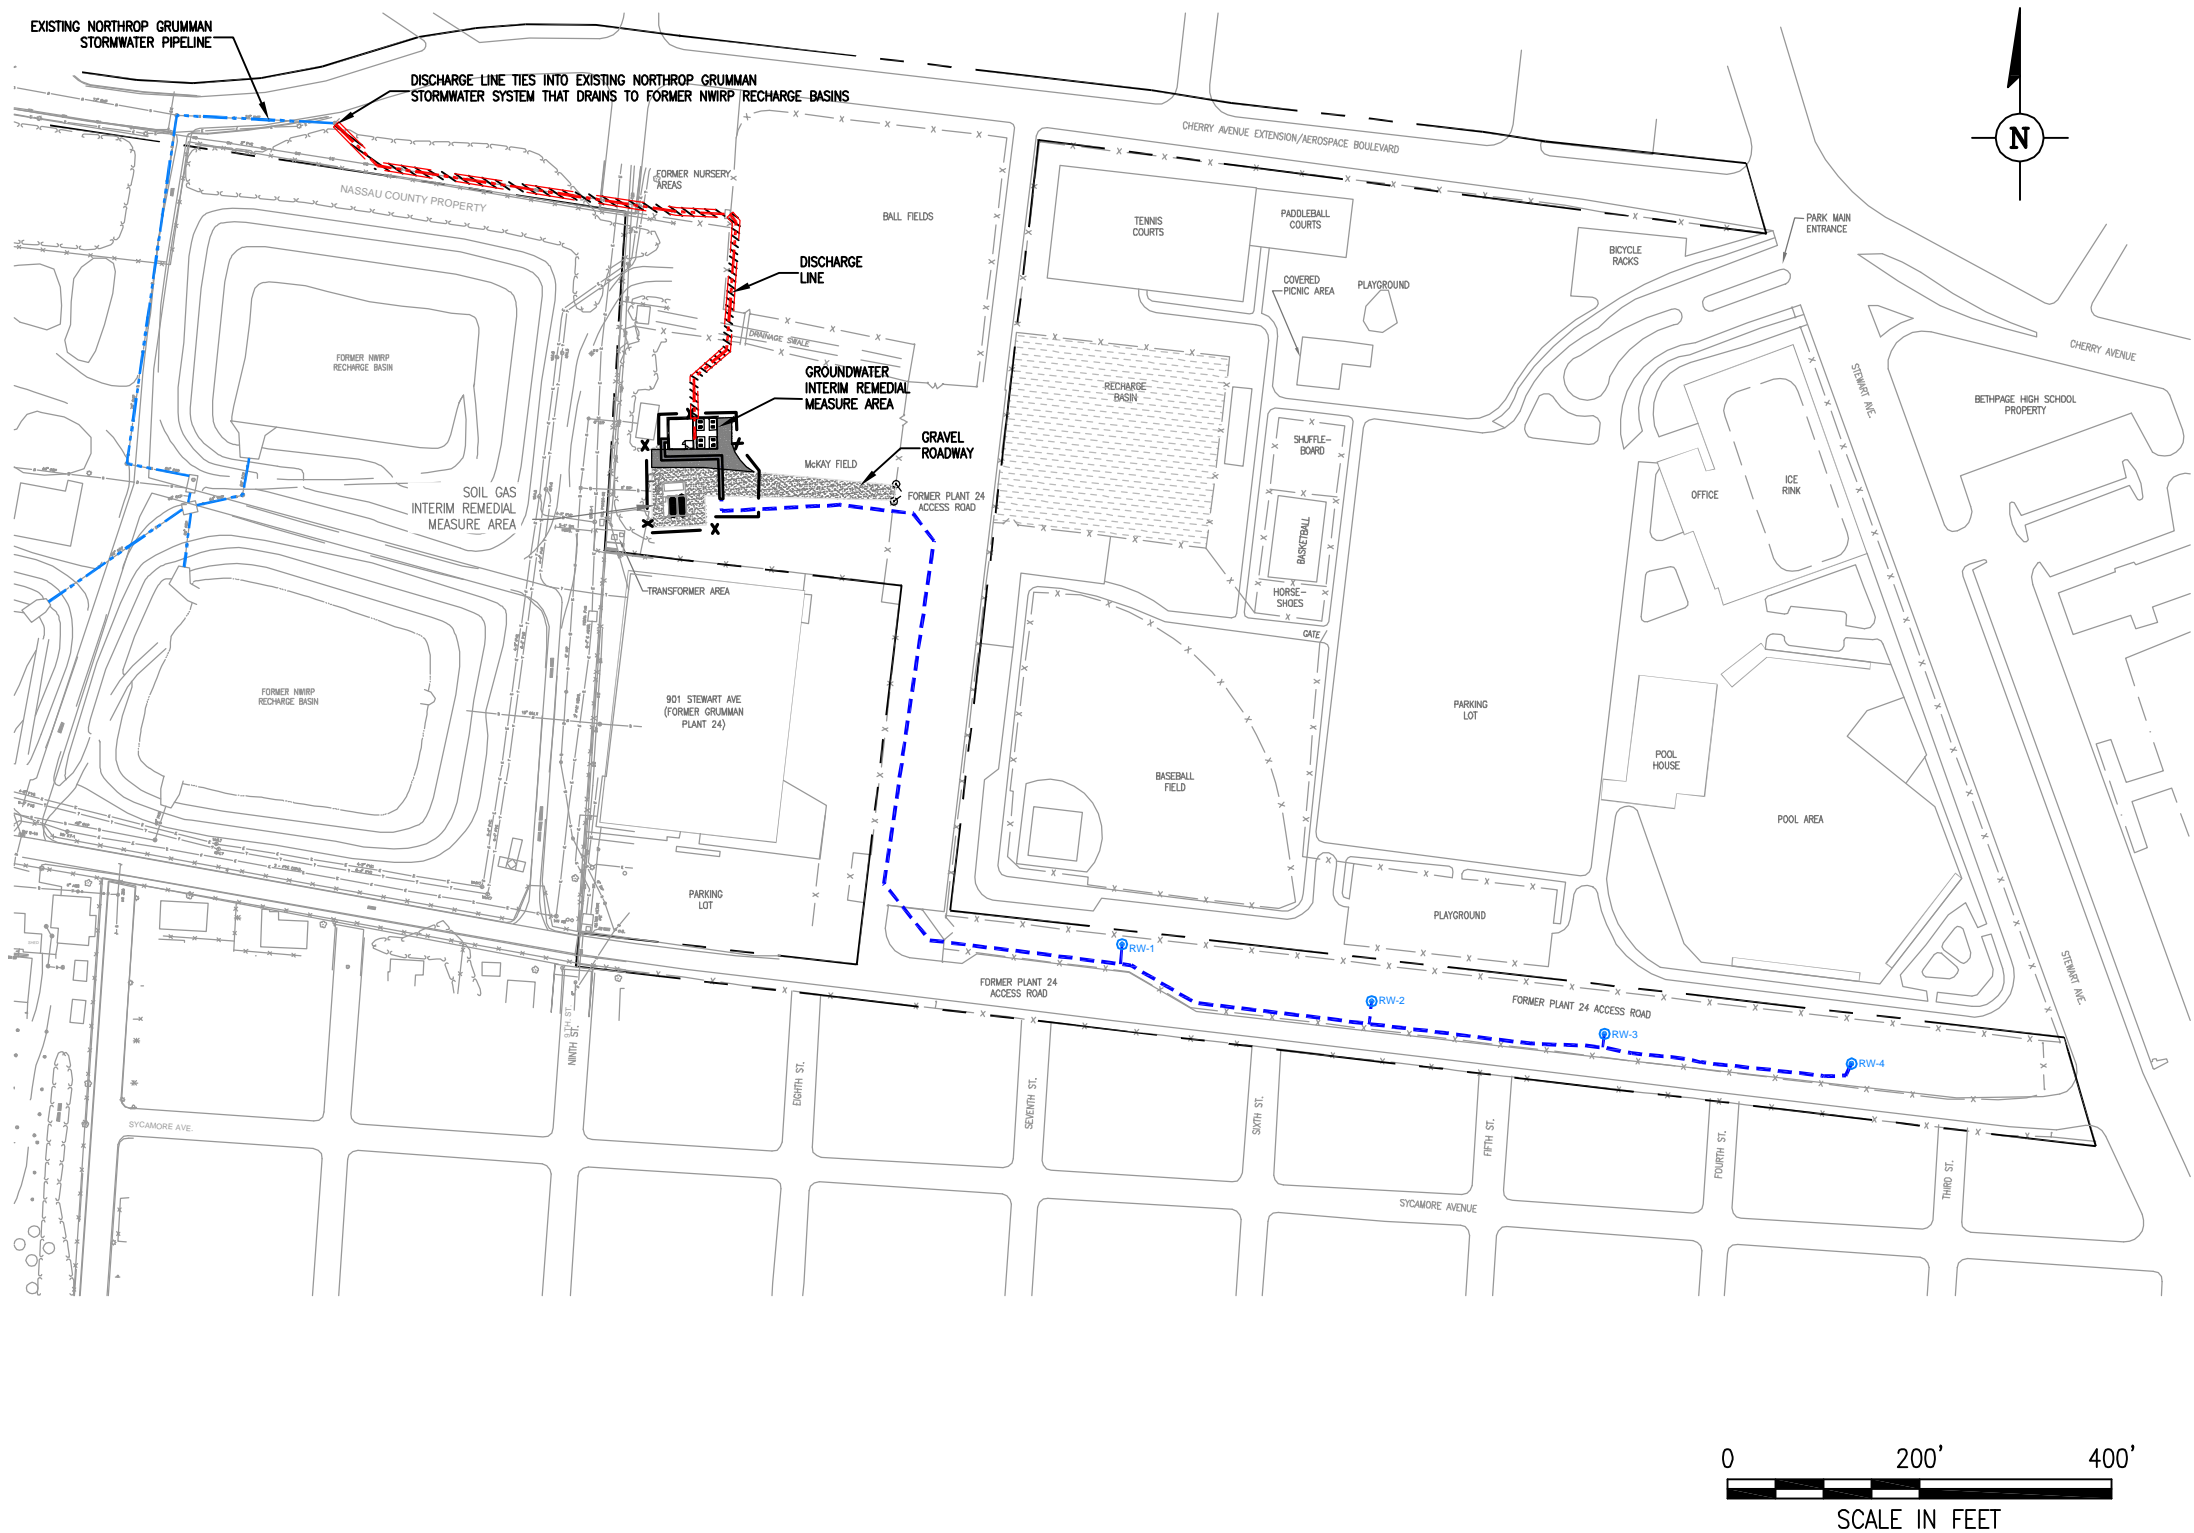 EXISTING NORTHROP GRUMMAN
STORMWATER PIPELINE
DISCHARGE LINE TIES INTO EXISTING NORTHROP GRUMMAN
STORMWATER SYSTEM THAT DRAINS TO FORMER NWIRP RECHARGE BASINS
N
CHERRY AVENUE EXTENSION/AEROSPACE BOULEVARD
FORMER NURSERY
AREAS
NASSAU COUNTY PROPERTY
BALL FIELDS
TENNIS
COURTS
PADDLEBALL
COURTS
PARK MAIN
ENTRANCE
BICYCLE
RACKS
DISCHARGE
LINE
COVERED
PICNIC AREA
PLAYGROUND
DRAINAGE SWALE
FORMER NWIRP
RECHARGE BASIN
CHERRY AVENUE
STEWART AVE.
GROUNDWATER
INTERIM REMEDIAL
MEASURE AREA
RECHARGE
BASIN
BETHPAGE HIGH SCHOOL
PROPERTY
GRAVEL
ROADWAY
SHUFFLE-
BOARD
McKAY FIELD
SOIL GAS
INTERIM REMEDIAL
MEASURE AREA
FORMER PLANT 24
ACCESS ROAD
OFFICE
ICE
RINK
BASKETBALL
TRANSFORMER AREA
HORSE-
SHOES
GATE
FORMER NWIRP
RECHARGE BASIN
901 STEWART AVE
(FORMER GRUMMAN
PLANT 24)
PARKING
LOT
POOL
HOUSE
BASEBALL
FIELD
POOL AREA
PARKING
LOT
PLAYGROUND
RW-1
FORMER PLANT 24
ACCESS ROAD
RW-2
FORMER PLANT 24 ACCESS ROAD
STEWART AVE.
RW-3
RW-4
NINTH ST.
EIGHTH ST.
SEVENTH ST.
SIXTH ST.
FIFTH ST.
FOURTH ST.
THIRD ST.
SYCAMORE AVE.
SYCAMORE AVENUE
0 200' 400'
SCALE IN FEET